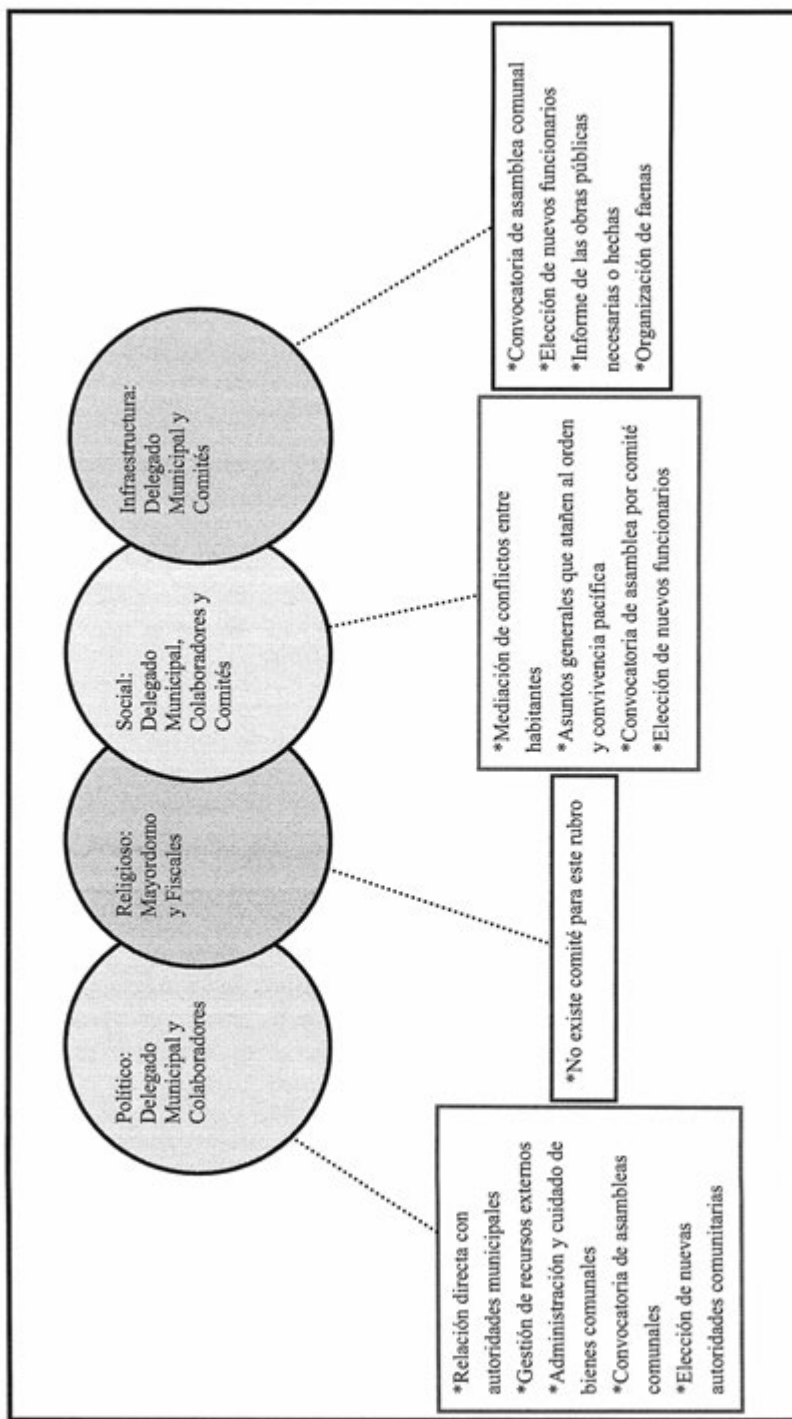 Político:
Delegado
Municipal y
Colaboradores
Religioso:
Mayordomo
y Fiscales
Social:
Delegado
Municipal,
Colaboradores y
Comités
Infraestructura:
Delegado
Municipal y
Comités
*Relación directa con
autoridades municipales
*Gestión de recursos externos
*Administración y cuidado de
bienes comunales
*Convocatoria de asambleas
comunales
*Elección de nuevas
autoridades comunitarias
*No existe comité para este rubro
*Mediación de conflictos entre
habitantes
*Asuntos generales que atañen al orden
y convivencia pacífica
*Convocatoria de asamblea por comité
*Elección de nuevos funcionarios
*Convocatoria de asamblea comunal
*Elección de nuevos funcionarios
*Informe de las obras públicas
necesarias o hechas
*Organización de faenas